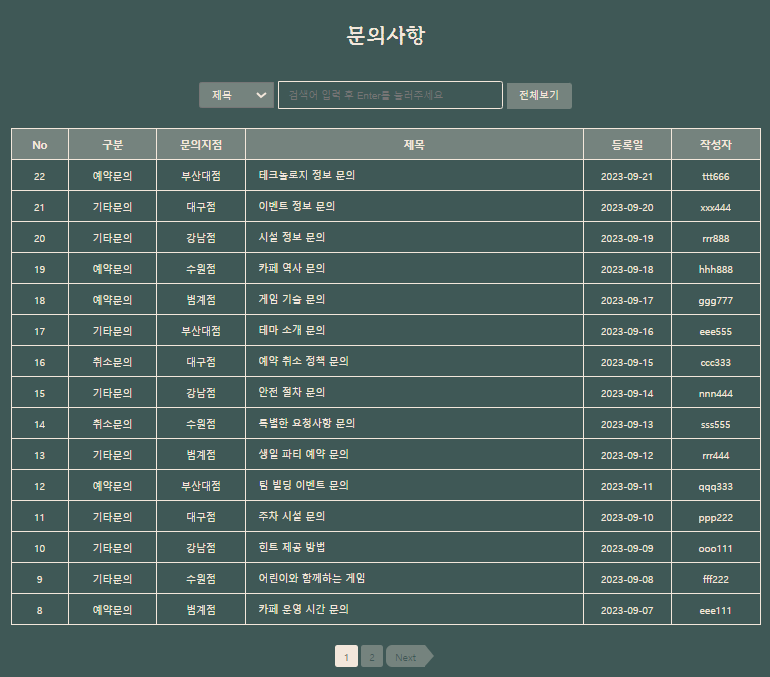 문의사항
제목 검색어 입력 후 Enter를 눌러주세요 전체보기
No 구분 문의지점 제목 등록일 작성자
22 예약문의 부산대점 테크놀로지 정보 문의 2023-09-21 ttt666
21 기타문의 대구점 이벤트 정보 문의 2023-09-20 xxx444
20 기타문의 강남점 시설 정보 문의 2023-09-19 rrr888
19 예약문의 수원점 카페 역사 문의 2023-09-18 hhh888
18 예약문의 범계점 게임 기술 문의 2023-09-17 ggg777
17 기타문의 부산대점 테마 소개 문의 2023-09-16 eee555
16 취소문의 대구점 예약 취소 정책 문의 2023-09-15 ccc333
15 기타문의 강남점 안전 절차 문의 2023-09-14 nnn444
14 취소문의 수원점 특별한 요청사항 문의 2023-09-13 sss555
13 기타문의 범계점 생일 파티 예약 문의 2023-09-12 rrr444
12 예약문의 부산대점 팀 빌딩 이벤트 문의 2023-09-11 qqq333
11 기타문의 대구점 주차 시설 문의 2023-09-10 ppp222
10 기타문의 강남점 힌트 제공 방법 2023-09-09 ooo111
9 기타문의 수원점 어린이와 함께하는 게임 2023-09-08 fff222
8 예약문의 범계점 카페 운영 시간 문의 2023-09-07 eee111
1 2 Next